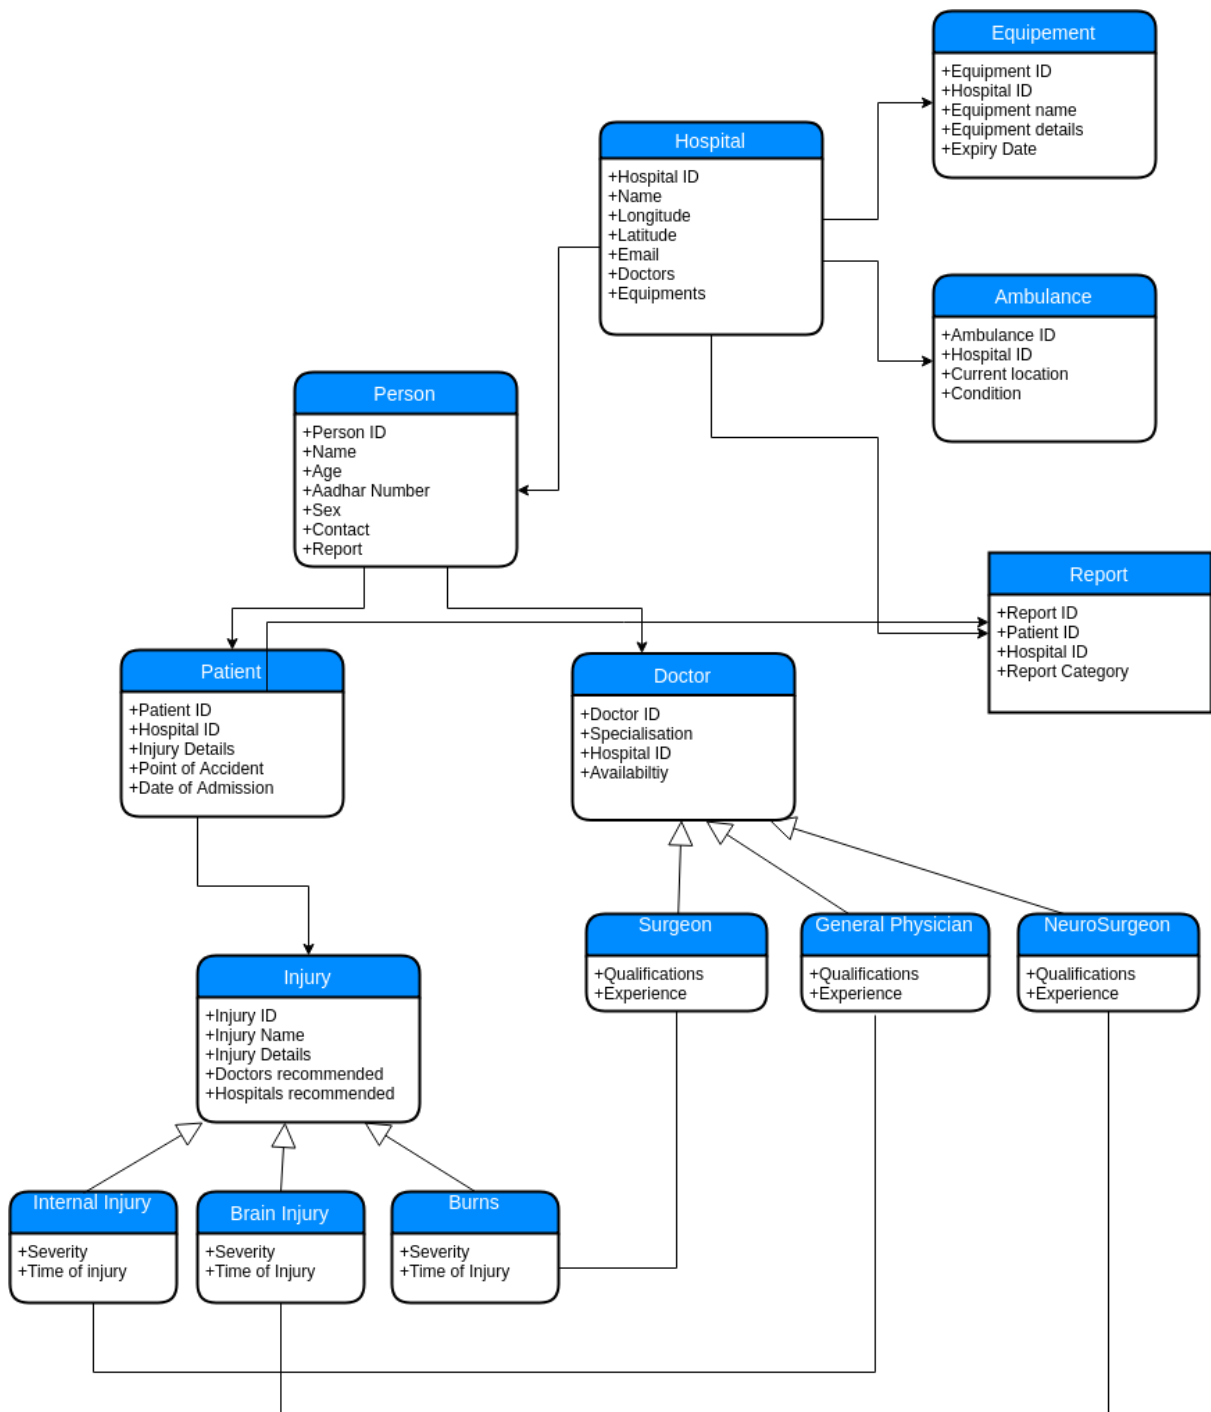 Equipement
+Equipment ID
+Hospital ID
+Equipment name
+Equipment details
+Expiry Date
Hospital
+Hospital ID
+Name
+Longitude
+Latitude
+Email
+Doctors
+Equipments
Ambulance
+Ambulance ID
+Hospital ID
+Current location
+Condition
Person
+Person ID
+Name
+Age
+Aadhar Number
+Sex
+Contact
+Report
Report
+Report ID
+Patient ID
+Hospital ID
+Report Category
Patient
+Patient ID
+Hospital ID
+Injury Details
+Point of Accident
+Date of Admission
Doctor
+Doctor ID
+Specialisation
+Hospital ID
+Availabiltiy
Surgeon
+Qualifications
+Experience
General Physician
+Qualifications
+Experience
NeuroSurgeon
+Qualifications
+Experience
Injury
+Injury ID
+Injury Name
+Injury Details
+Doctors recommended
+Hospitals recommended
Internal Injury
+Severity
+Time of injury
Brain Injury
+Severity
+Time of Injury
Burns
+Severity
+Time of Injury